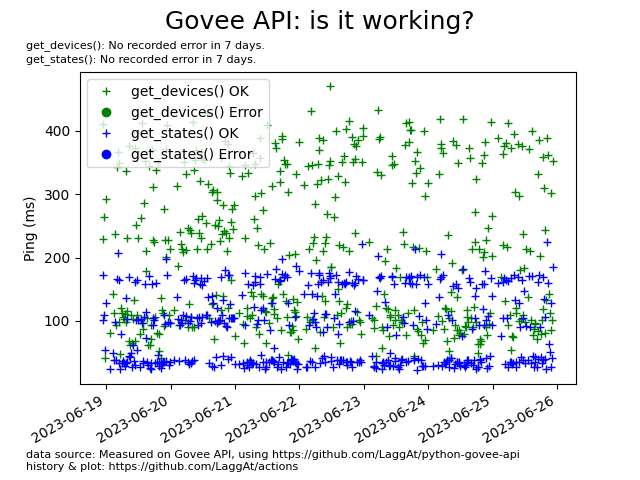 Govee API: is it working?
get_devices(): No recorded error in 7 days.
get_states(): No recorded error in 7 days.
get_devices() OK
get_devices() Error
get_states() OK
get_states() Error
Ping (ms)
400
300
200
100
2023-06-19
2023-06-20
2023-06-21
2023-06-22
2023-06-23
2023-06-24
2023-06-25
2023-06-26
data source: Measured on Govee API, using https://github.com/LaggAt/python-govee-api
history & plot: https://github.com/LaggAt/actions